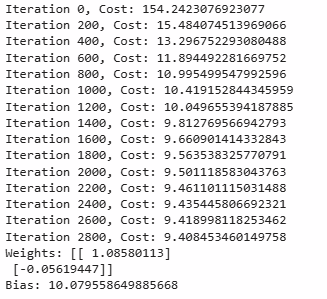 Iteration 0, Cost: 154.2423076923077
Iteration 200, Cost: 15.484074513969066
Iteration 400, Cost: 13.296752293080488
Iteration 600, Cost: 11.894492281669752
Iteration 800, Cost: 10.995499547992596
Iteration 1000, Cost: 10.419152844345959
Iteration 1200, Cost: 10.049655394187885
Iteration 1400, Cost: 9.812769566942793
Iteration 1600, Cost: 9.660901414332843
Iteration 1800, Cost: 9.563538325770791
Iteration 2000, Cost: 9.501118583043763
Iteration 2200, Cost: 9.461101115031488
Iteration 2400, Cost: 9.435445806692321
Iteration 2600, Cost: 9.418998118253462
Iteration 2800, Cost: 9.408453460149758
Weights: [[ 1.08580113]
 [-0.05619447]]
Bias: 10.079558649885668